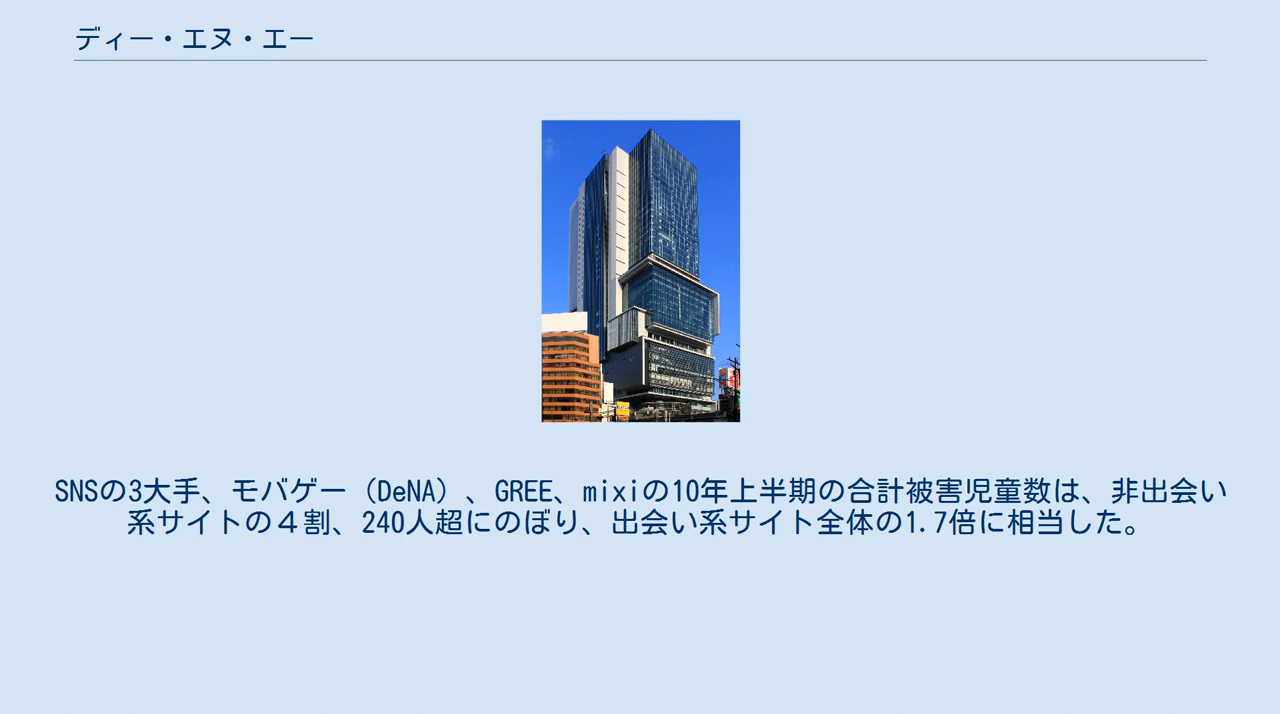 ディー・エヌ・エー
SNSの3大手、モバゲー（DeNA）、GREE、mixiの10年上半期の合計被害児童数は、非出会い
系サイトの４割、240人超にのぼり、出会い系サイト全体の1.7倍に相当した。